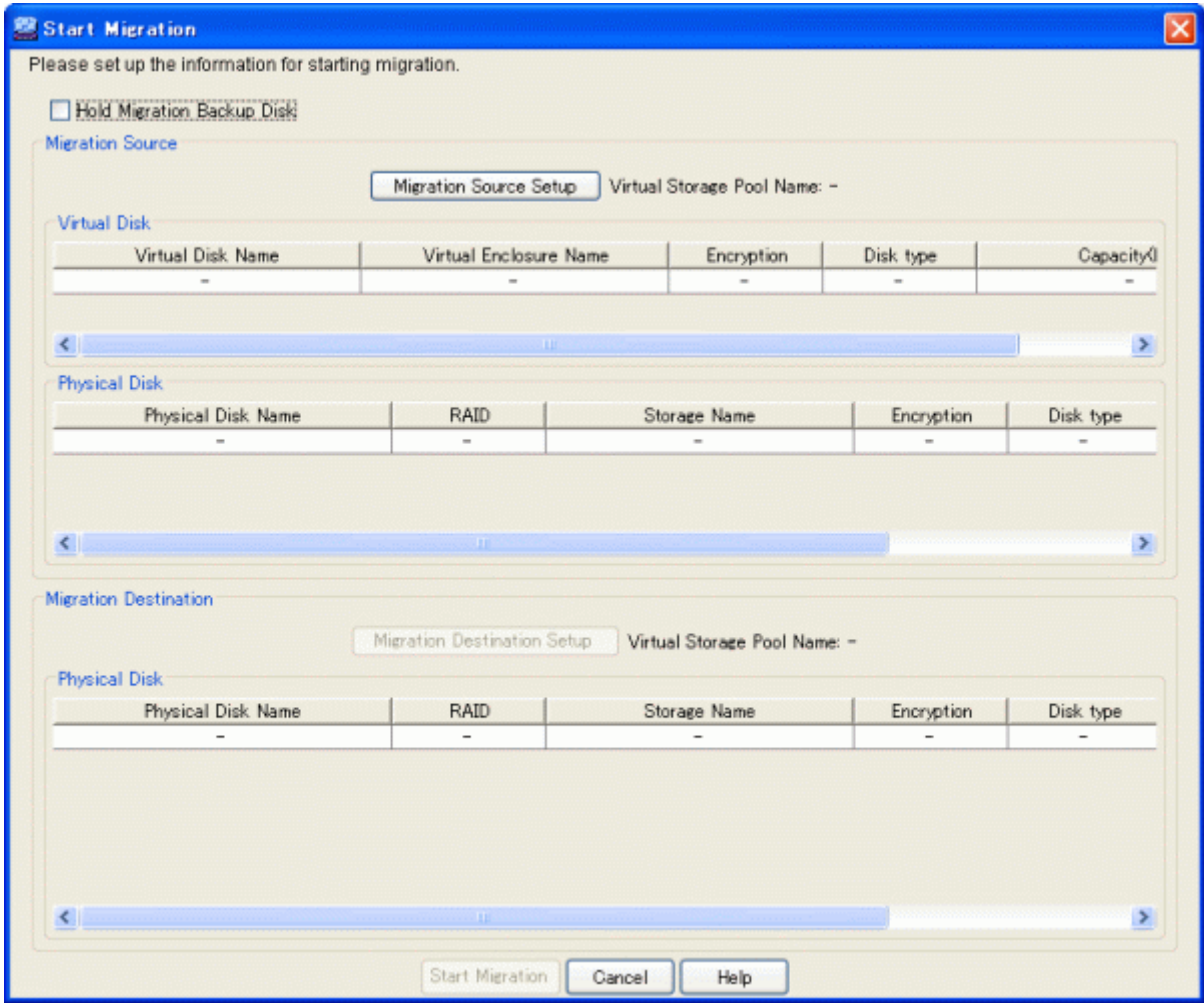 Start Migration
Please set up the information for starting migration.
Hold Migration Backup Disk
Migration Source
Migration Source Setup Virtual Storage Pool Name: -
Virtual Disk
Virtual Disk Name Virtual Enclosure Name Encryption Disk type Capacity(
- - - - -
Physical Disk
Physical Disk Name RAID Storage Name Encryption Disk type
- - - - -
Migration Destination
Migration Destination Setup Virtual Storage Pool Name: -
Physical Disk
Physical Disk Name RAID Storage Name Encryption Disk type
- - - - -
Start Migration Cancel Help